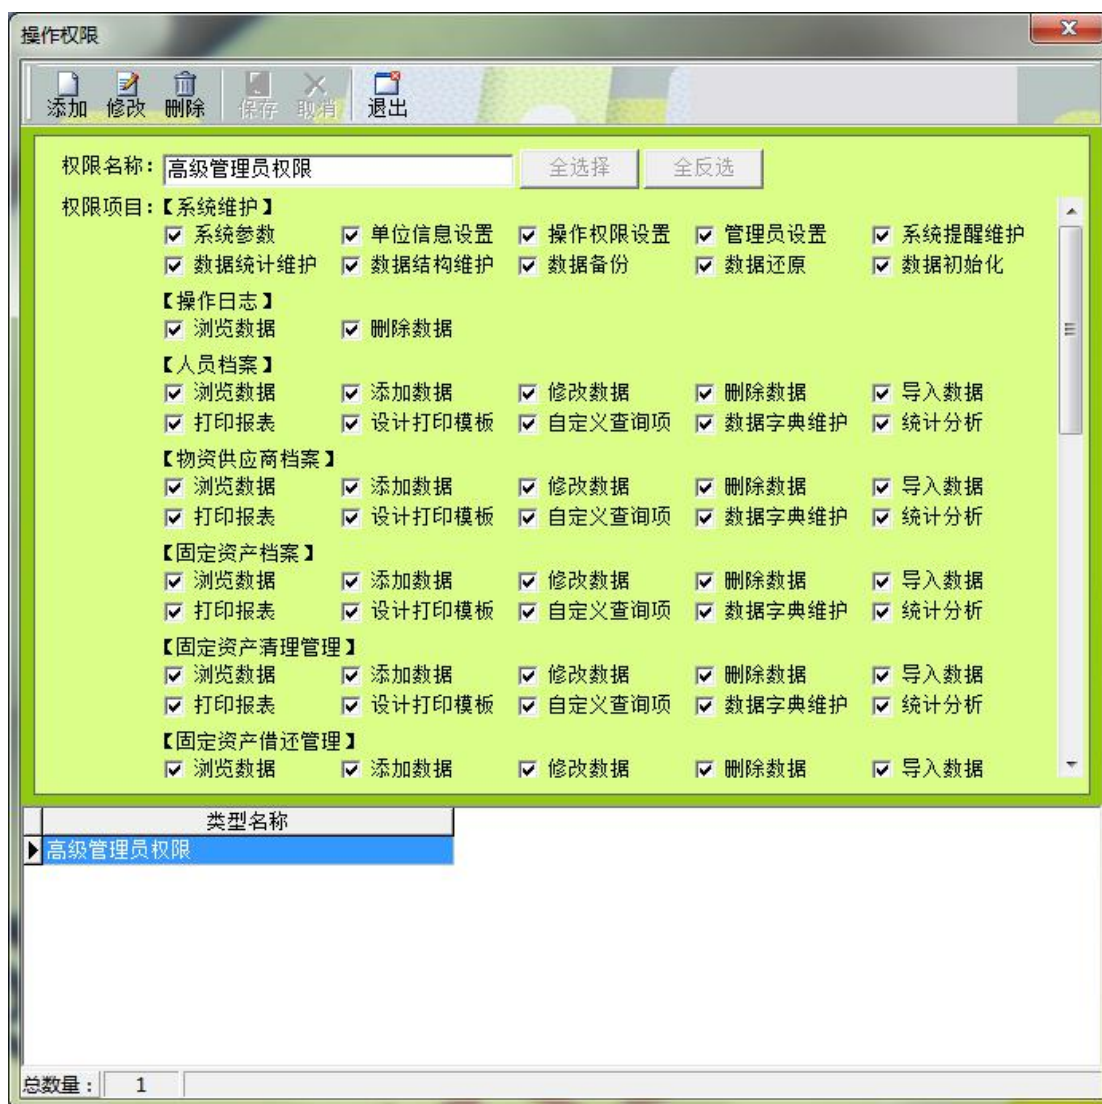 操作权限
添加 修改 删除 保存 取消 退出
权限名称: 高级管理员权限 全选择 全反选
权限项目:【系统维护】
系统参数 单位信息设置 操作权限设置 管理员设置 系统提醒维护
数据统计维护 数据结构维护 数据备份 数据还原 数据初始化
【操作日志】
浏览数据 删除数据
【人员档案】
浏览数据 添加数据 修改数据 删除数据 导入数据
打印报表 设计打印模板 自定义查询项 数据字典维护 统计分析
【物资供应商档案】
浏览数据 添加数据 修改数据 删除数据 导入数据
打印报表 设计打印模板 自定义查询项 数据字典维护 统计分析
【固定资产档案】
浏览数据 添加数据 修改数据 删除数据 导入数据
打印报表 设计打印模板 自定义查询项 数据字典维护 统计分析
【固定资产清理管理】
浏览数据 添加数据 修改数据 删除数据 导入数据
打印报表 设计打印模板 自定义查询项 数据字典维护 统计分析
【固定资产借还管理】
浏览数据 添加数据 修改数据 删除数据 导入数据
类型名称
高级管理员权限
总数量: 1